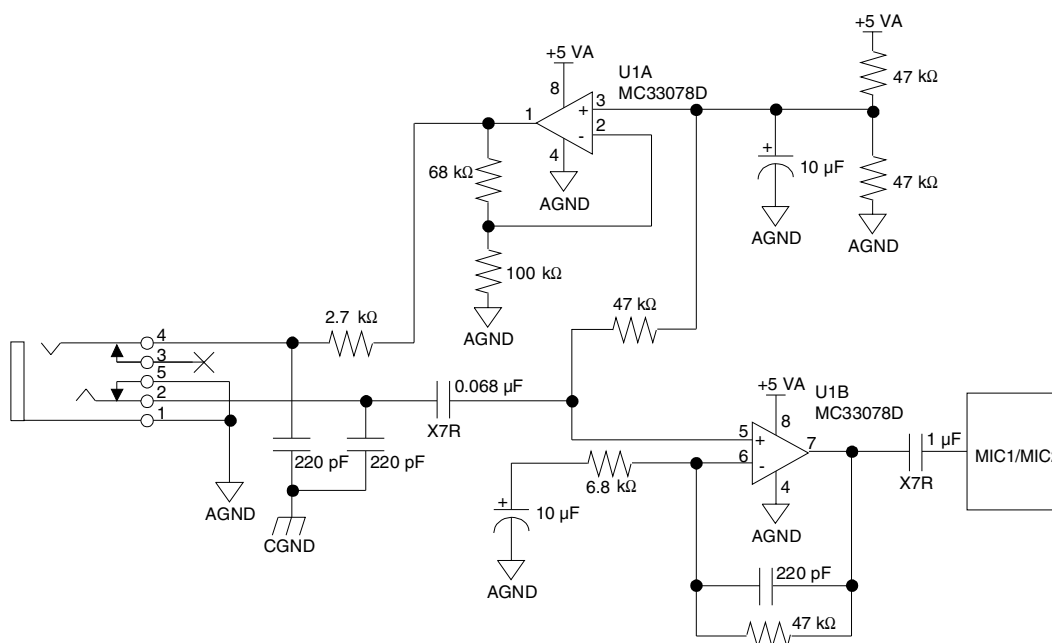 +5 VA
47 kΩ
+5 VA
U1A
MC33078D
8
3
+
1
2
-
4
10 µF
+
47 kΩ
68 kΩ
AGND
AGND
AGND
100 kΩ
AGND
2.7 kΩ
47 kΩ
4
3
5
2
1
0.068 µF
X7R
+5 VA
U1B
MC33078D
8
5
+
7
6
-
4
1 µF
X7R
MIC1/MIC
220 pF
220 pF
6.8 kΩ
+
10 µF
AGND
AGND
CGND
AGND
220 pF
47 kΩ